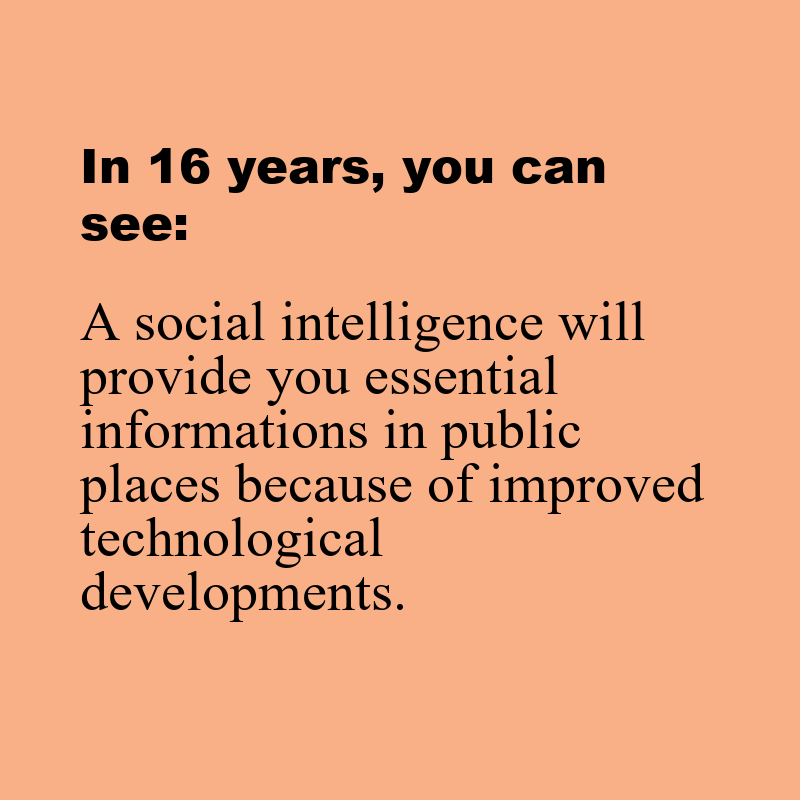 In 16 years, you can
see:
A social intelligence will
provide you essential
informations in public
places because of improved
technological
developments.